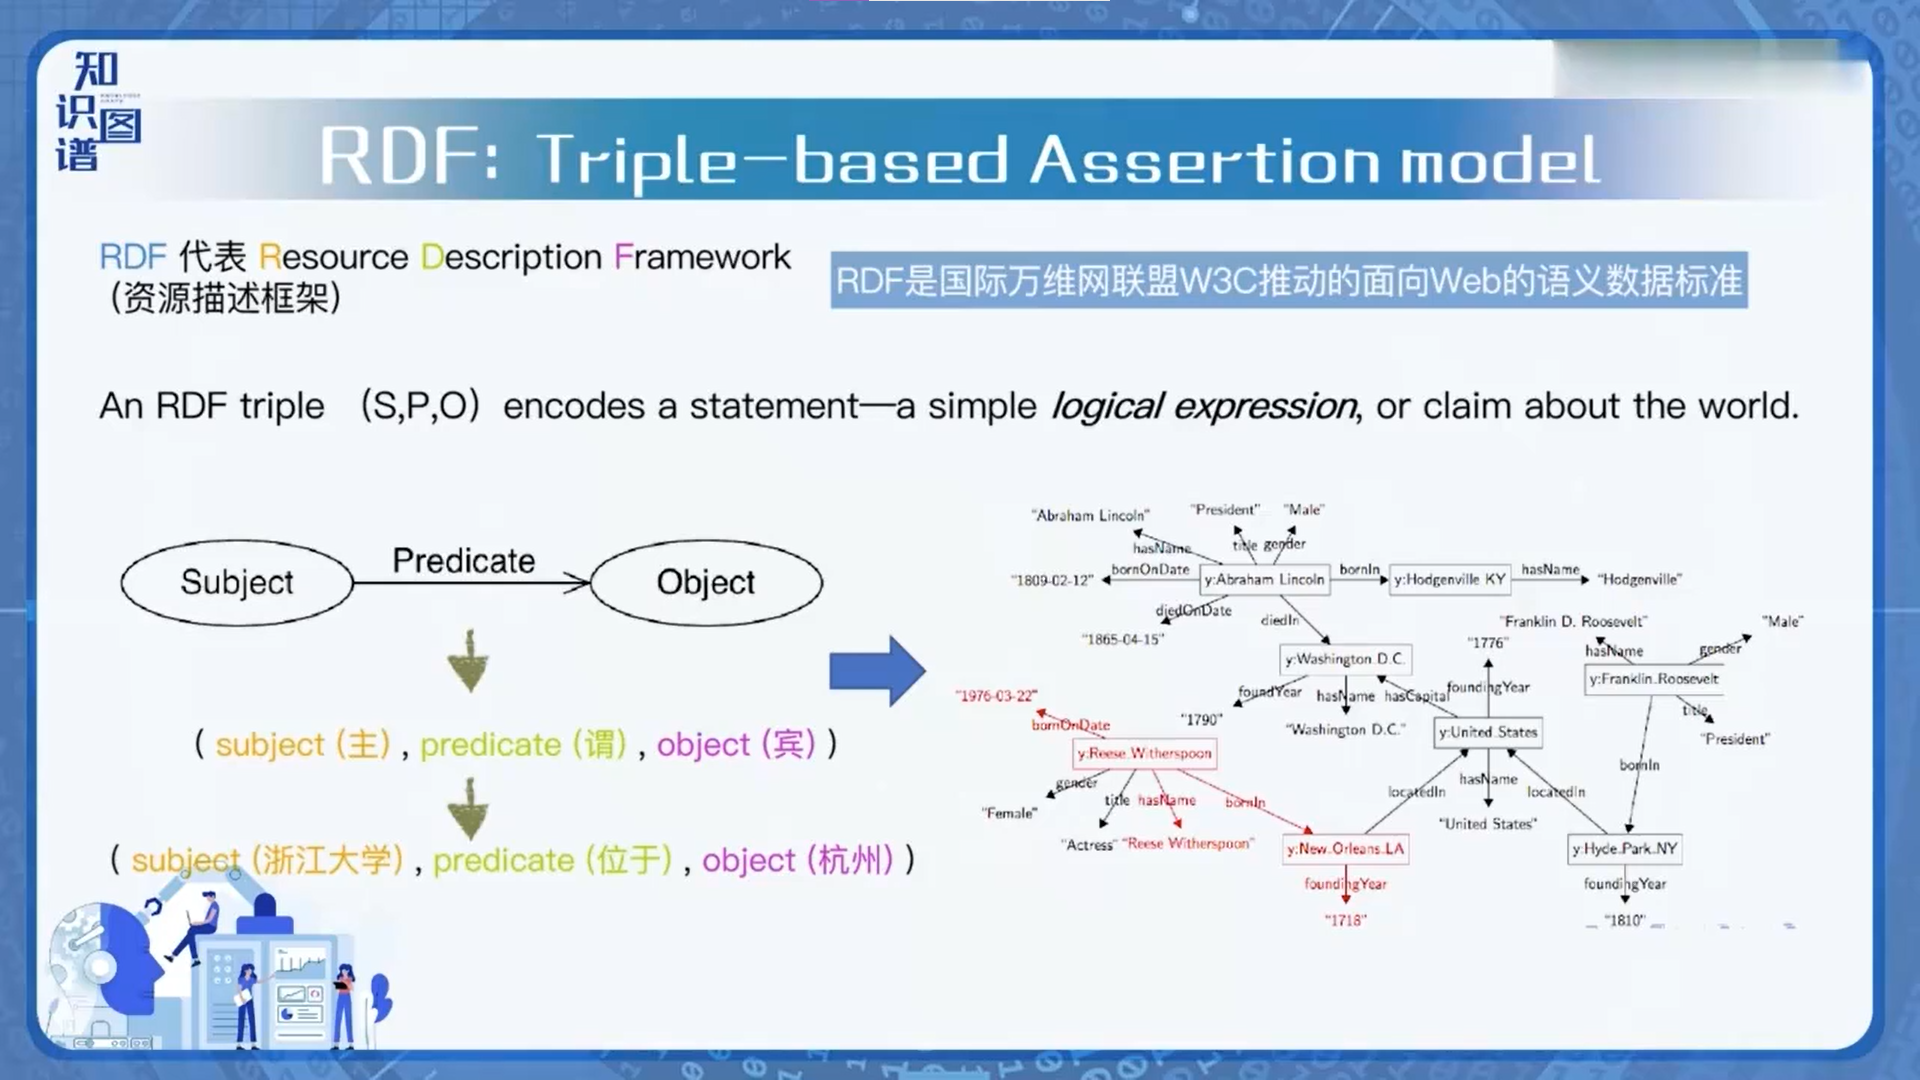 知识图谱
RDF: Triple-based Assertion model
RDF 代表 Resource Description Framework
(资源描述框架)
RDF是国际万维网联盟W3C推动的面向Web的语义数据标准
An RDF triple (S,P,O) encodes a statement—a simple logical expression, or claim about the world.
Subject
Predicate
Object
( subject (主) , predicate (谓) , object (宾) )
( subject (浙江大学) , predicate (位于) , object (杭州) )
"Abraham Lincoln"
"President"
"Male"
hasName
title
gender
"1809-02-12"
bornOnDate
y:Abraham Lincoln
bornIn
y:Hodgenville KY
hasName
"Hodgenville"
diedOnDate
"1865-04-15"
diedIn
"Franklin D. Roosevelt"
"Male"
"1776"
hasName
gender
y:Washington D.C.
y:Franklin Roosevelt
foundYear
hasName
hasCapital
foundingYear
title
"1976-03-22"
bornOnDate
"1790"
"Washington D.C."
y:United States
"President"
y:Reese Witherspoon
bornIn
gender
title
hasName
bornIn
locatedIn
hasName
locatedIn
"Female"
"United States"
"Actress"
"Reese Witherspoon"
y:New Orleans LA
y:Hyde Park NY
foundingYear
foundingYear
"1718"
"1810"